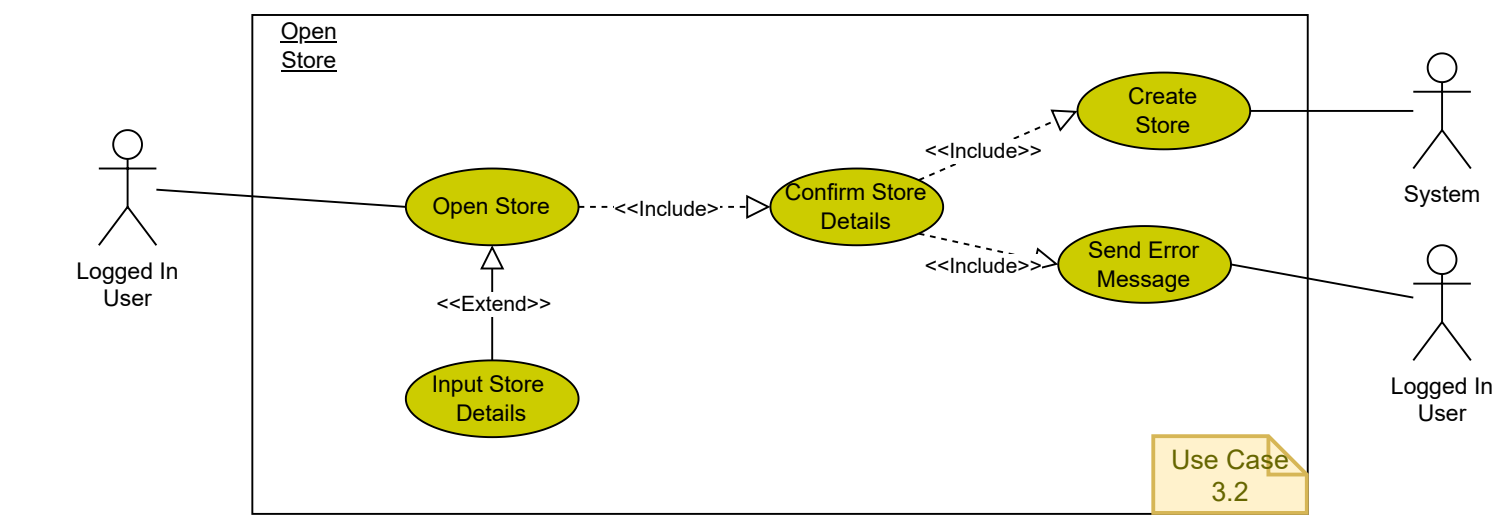 Open
Store
Create
Store
<<Include>>
System
Logged In
User
Open Store
<<Include>
Confirm Store
Details
<<Include>>
Send Error
Message
<<Extend>>
Input Store
Details
Logged In
User
Use Case
3.2